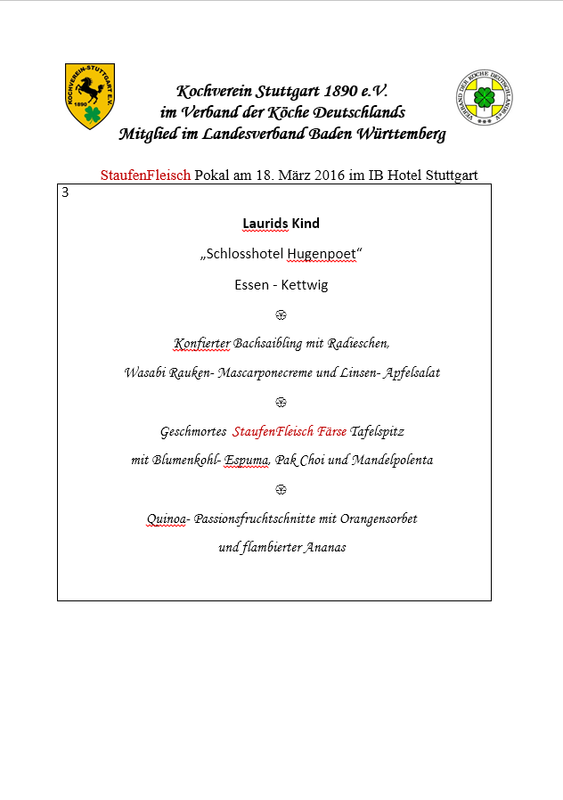 KOCHVEREIN-STUTTGART E.V.
1890
VERBAND DER KÖCHE DEUTSCHLANDS e.V.
Kochverein Stuttgart 1890 e.V.
im Verband der Köche Deutschlands
Mitglied im Landesverband Baden Württemberg
StaufenFleisch Pokal am 18. März 2016 im IB Hotel Stuttgart
3
Laurids Kind
„Schlosshotel Hugenpoet“
Essen - Kettwig
Konfierter Bachsaibling mit Radieschen,
Wasabi Rauken- Mascarponecreme und Linsen- Apfelsalat
Geschmortes StaufenFleisch Färse Tafelspitz
mit Blumenkohl- Espuma, Pak Choi und Mandelpolenta
Quinoa- Passionsfruchtschnitte mit Orangensorbet
und flambierter Ananas